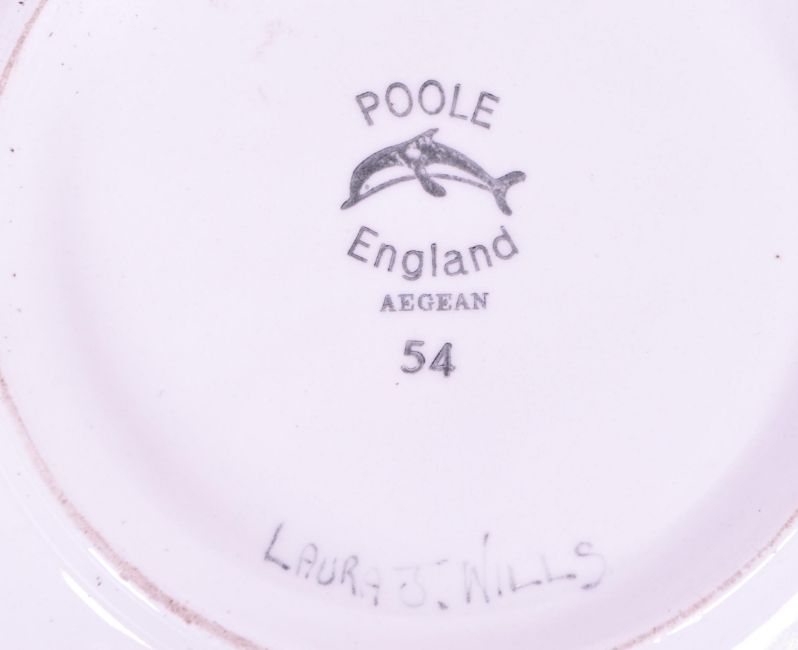 POOLE
England
AEGEAN
54
LAURA J. WILLS